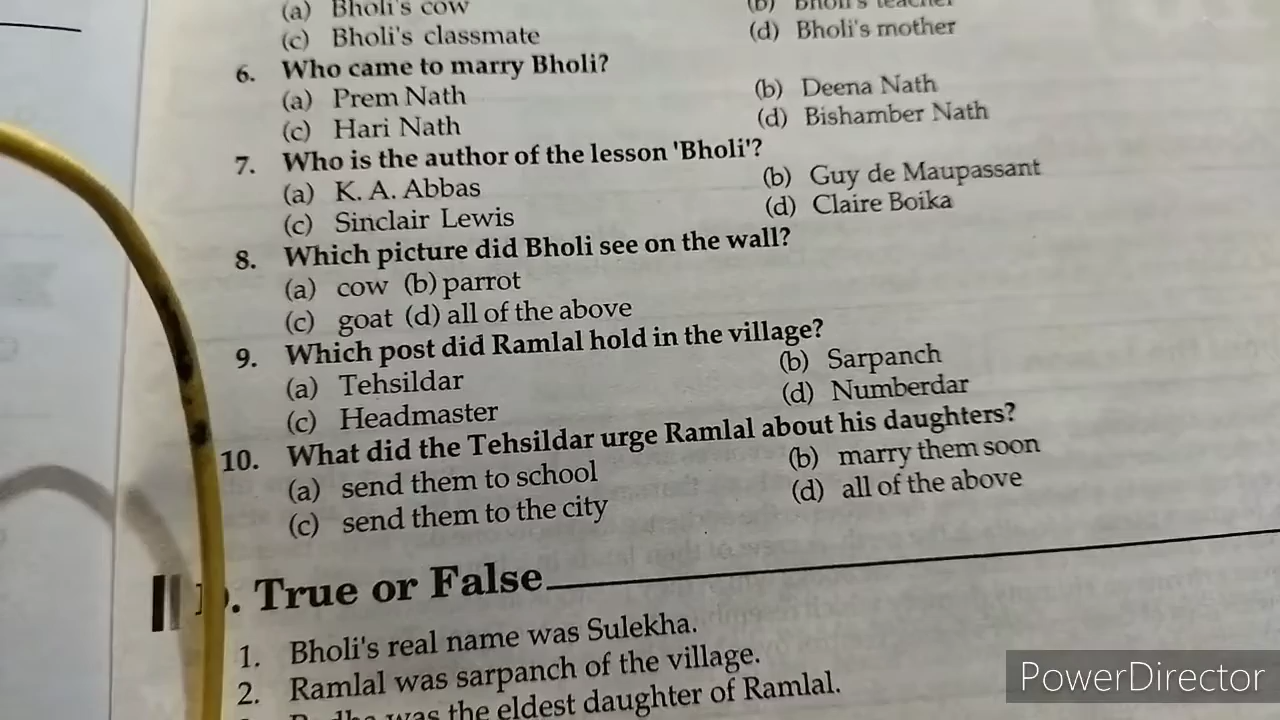 (a) Bholi's cow (b) Bholi's teacher
(c) Bholi's classmate (d) Bholi's mother
6. Who came to marry Bholi?
(a) Prem Nath (b) Deena Nath
(c) Hari Nath (d) Bishamber Nath
7. Who is the author of the lesson 'Bholi'?
(a) K. A. Abbas (b) Guy de Maupassant
(c) Sinclair Lewis (d) Claire Boika
8. Which picture did Bholi see on the wall?
(a) cow (b) parrot
(c) goat (d) all of the above
9. Which post did Ramlal hold in the village?
(a) Tehsildar (b) Sarpanch
(c) Headmaster (d) Numberdar
10. What did the Tehsildar urge Ramlal about his daughters?
(a) send them to school (b) marry them soon
(c) send them to the city (d) all of the above
D. True or False
1. Bholi's real name was Sulekha.
2. Ramlal was sarpanch of the village.
was the eldest daughter of Ramlal.
PowerDirector